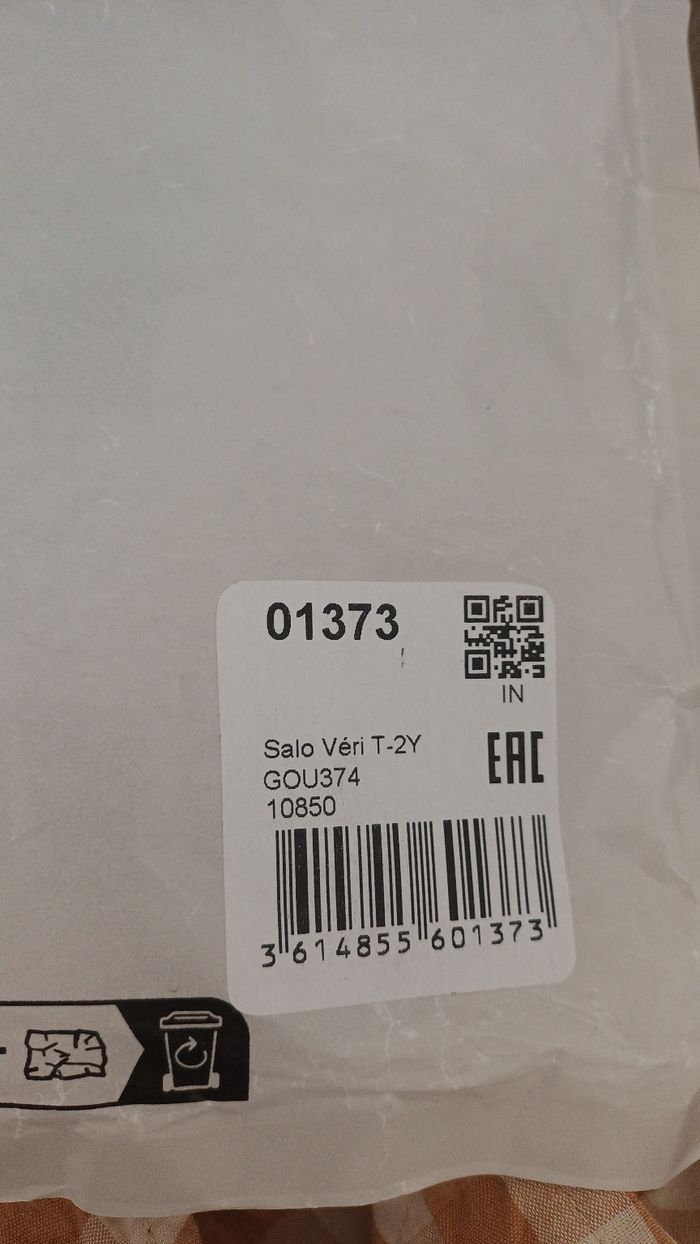 01373
IN
Salo Véri T-2Y
GOU374
10850
EAC
3 614855 601373